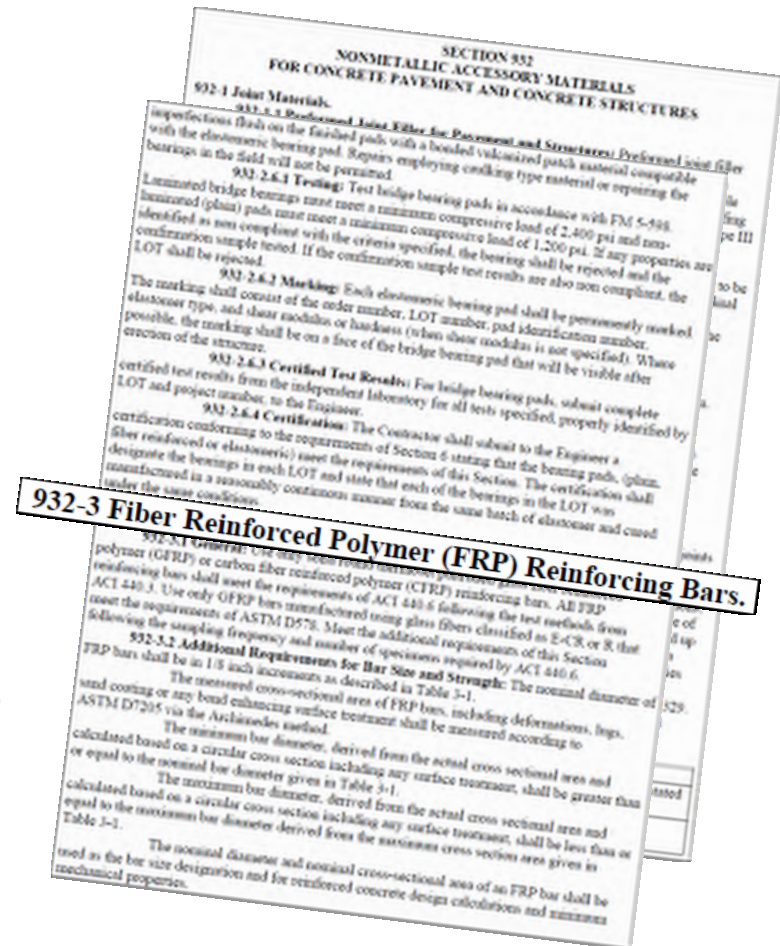 SECTION 932
NONMETALLIC ACCESSORY MATERIALS
FOR CONCRETE PAVEMENT AND CONCRETE STRUCTURES
932-1 Joint Materials.
932-1.1 Preformed Joint Filler for Pavement and Structures: Preformed joint filler
imperfections flush on the finished pads with a bonded vulcanized patch material compatible
with the elastomeric bearing pad. Repairs employing caulking type material or repairing the
bearings in the field will not be permitted.
932-2.6.1 Testing: Test bridge bearing pads in accordance with FM 5-598.
Laminated bridge bearings must meet a minimum compressive load of 2,400 psi and non-
laminated (plain) pads must meet a minimum compressive load of 1,200 psi. If any properties are
identified as non compliant with the criteria specified, the bearing shall be rejected and the
confirmation sample tested. If the confirmation sample test results are also non compliant, the
LOT shall be rejected.
932-2.6.2 Marking: Each elastomeric bearing pad shall be permanently marked.
The marking shall consist of the order number, LOT number, pad identification number,
elastomer type, and shear modulus or hardness (when shear modulus is not specified). Where
possible, the marking shall be on a face of the bridge bearing pad that will be visible after
erection of the structure.
932-2.6.3 Certified Test Results: For bridge bearing pads, submit complete
certified test results from the independent laboratory for all tests specified, properly identified by
LOT and project number, to the Engineer.
932-2.6.4 Certification: The Contractor shall submit to the Engineer a
certification conforming to the requirements of Section 6 stating that the bearing pads, (plain,
fiber reinforced or elastomeric) meet the requirements of this Section. The certification shall
designate the bearings in each LOT and state that each of the bearings in the LOT was
manufactured in a reasonably continuous manner from the same batch of elastomer and cured
under the same conditions.
932-3 Fiber Reinforced Polymer (FRP) Reinforcing Bars.
932-3.1 General: Use only
polymer (GFRP) or carbon fiber reinforced polymer (CFRP) reinforcing bars. All FRP
reinforcing bars shall meet the requirements of ACI 440.6 following the test methods from
ACI 440.3. Use only GFRP bars manufactured using glass fibers classified as E-CR or R that
meet the requirements of ASTM D578. Meet the additional requirements of this Section
following the sampling frequency and number of specimens required by ACI 440.6.
932-3.2 Additional Requirements for Bar Size and Strength: The nominal diameter of
FRP bars shall be in 1/8 inch increments as described in Table 3-1.
The measured cross-sectional area of FRP bars, including deformations, lugs,
sand coating or any bond enhancing surface treatment shall be measured according to
ASTM D7205 via the Archimedes method.
The minimum bar diameter, derived from the actual cross sectional area and
calculated based on a circular cross section including any surface treatment, shall be greater than
or equal to the nominal bar diameter given in Table 3-1.
The maximum bar diameter, derived from the actual cross sectional area and
calculated based on a circular cross section including any surface treatment, shall be less than or
equal to the maximum bar diameter derived from the maximum cross section area given in
Table 3-1.
The nominal diameter and nominal cross-sectional area of an FRP bar shall be
used as the bar size designation and for reinforced concrete design calculations and minimum
mechanical properties.